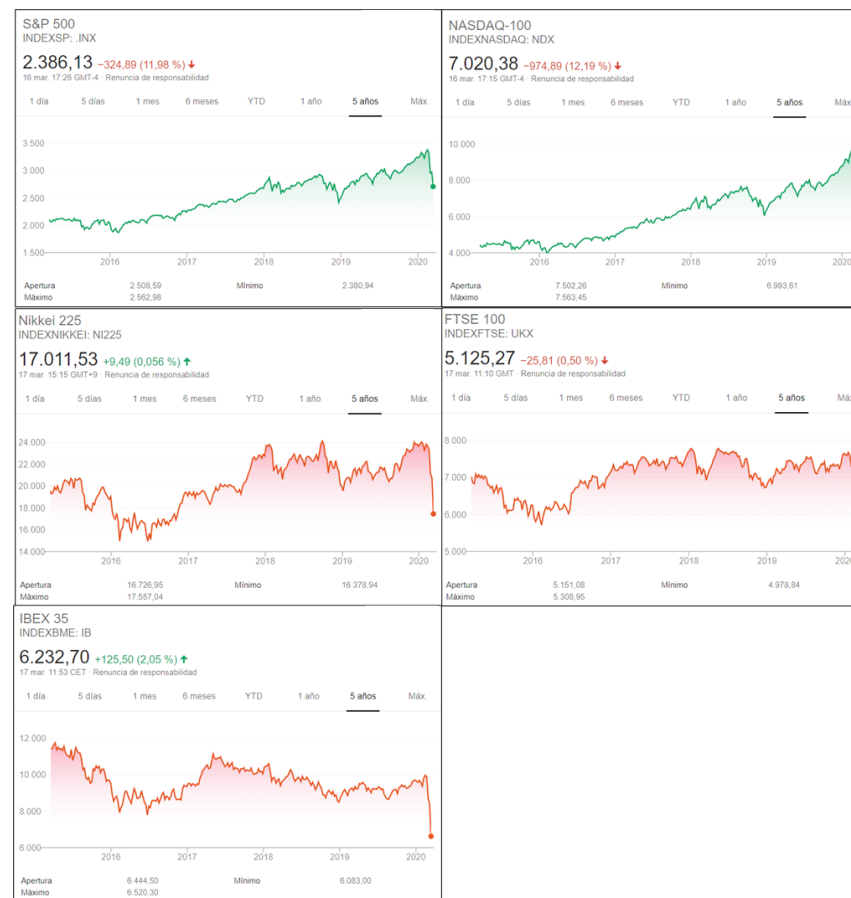 S&P 500
INDEXSP: .INX
2.386,13 −324,89 (11,98 %) ↓
16 mar. 17:26 GMT-4 · Renuncia de responsabilidad
1 día 5 días 1 mes 6 meses YTD 1 año 5 años Máx.
3.500
3.000
2.500
2.000
1.500
2016 2017 2018 2019 2020
Apertura 2.508,59 Mínimo 2.380,94
Máximo 2.562,98
NASDAQ-100
INDEXNASDAQ: NDX
7.020,38 −974,89 (12,19 %) ↓
16 mar. 17:15 GMT-4 · Renuncia de responsabilidad
1 día 5 días 1 mes 6 meses YTD 1 año 5 años Máx
10.000
8.000
6.000
4.000
2016 2017 2018 2019 2020
Apertura 7.502,26 Mínimo 6.993,61
Máximo 7.563,45
Nikkei 225
INDEXNIKKEI: NI225
17.011,53 +9,49 (0,056 %) ↑
17 mar. 15:15 GMT+9 · Renuncia de responsabilidad
1 día 5 días 1 mes 6 meses YTD 1 año 5 años Máx.
24.000
22.000
20.000
18.000
16.000
14.000
2016 2017 2018 2019 2020
Apertura 16.726,95 Mínimo 16.378,94
Máximo 17.557,04
FTSE 100
INDEXFTSE: UKX
5.125,27 −25,81 (0,50 %) ↓
17 mar. 11:10 GMT · Renuncia de responsabilidad
1 día 5 días 1 mes 6 meses YTD 1 año 5 años Máx.
8.000
7.000
6.000
5.000
2016 2017 2018 2019 2020
Apertura 5.151,08 Mínimo 4.978,84
Máximo 5.308,95
IBEX 35
INDEXBME: IB
6.232,70 +125,50 (2,05 %) ↑
17 mar. 11:53 CET · Renuncia de responsabilidad
1 día 5 días 1 mes 6 meses YTD 1 año 5 años Máx.
12.000
10.000
8.000
6.000
2016 2017 2018 2019 2020
Apertura 6.444,50 Mínimo 6.083,00
Máximo 6.520,30